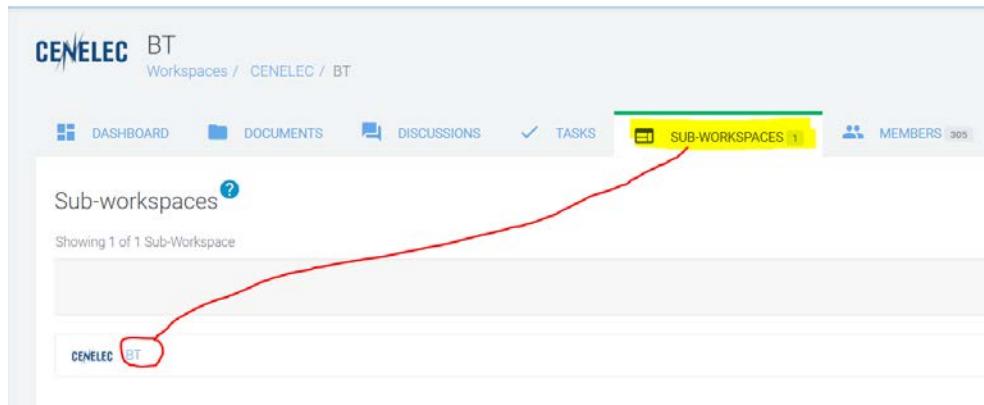 CENELEC BT
Workspaces / CENELEC / BT
DASHBOARD DOCUMENTS DISCUSSIONS TASKS SUB-WORKSPACES 1 MEMBERS 305
Sub-workspaces ?
Showing 1 of 1 Sub-Workspace
CENELEC BT